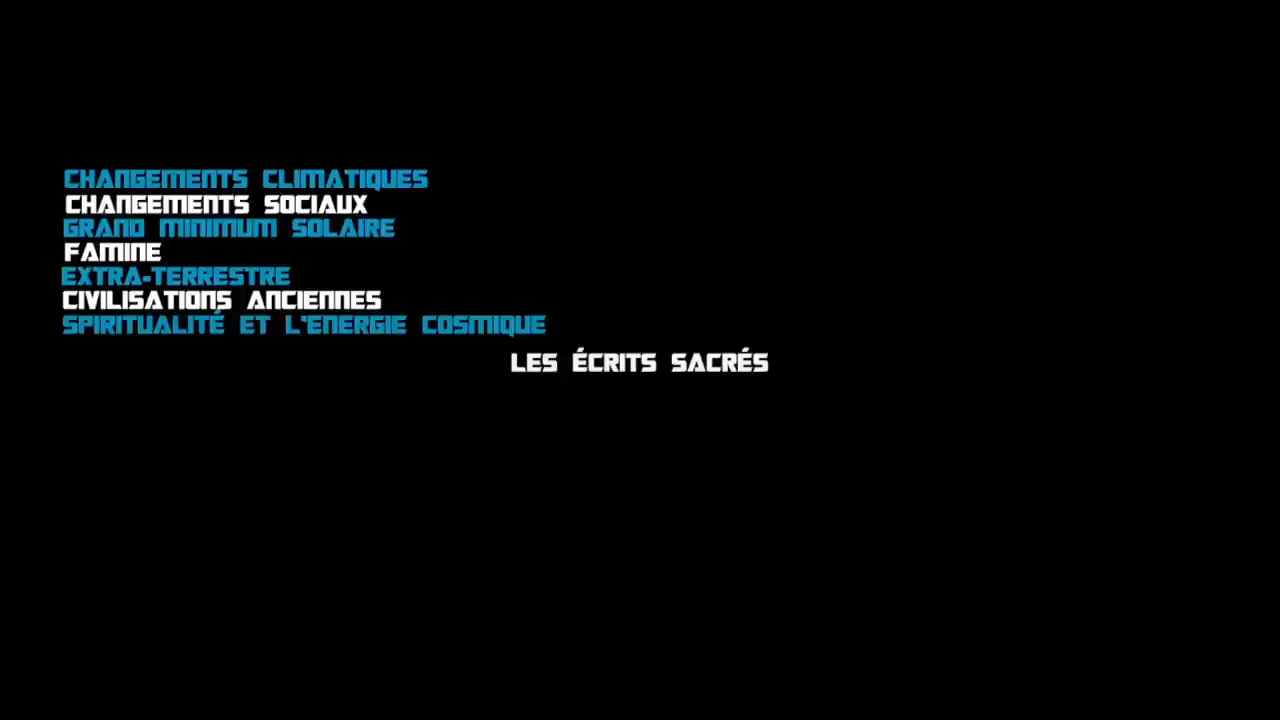 CHANGEMENTS CLIMATIQUES
CHANGEMENTS SOCIAUX
GRAND MINIMUM SOLAIRE
FAMINE
EXTRA-TERRESTRE
CIVILISATIONS ANCIENNES
SPIRITUALITÉ ET L'ENERGIE COSMIQUE
LES ÉCRITS SACRÉS